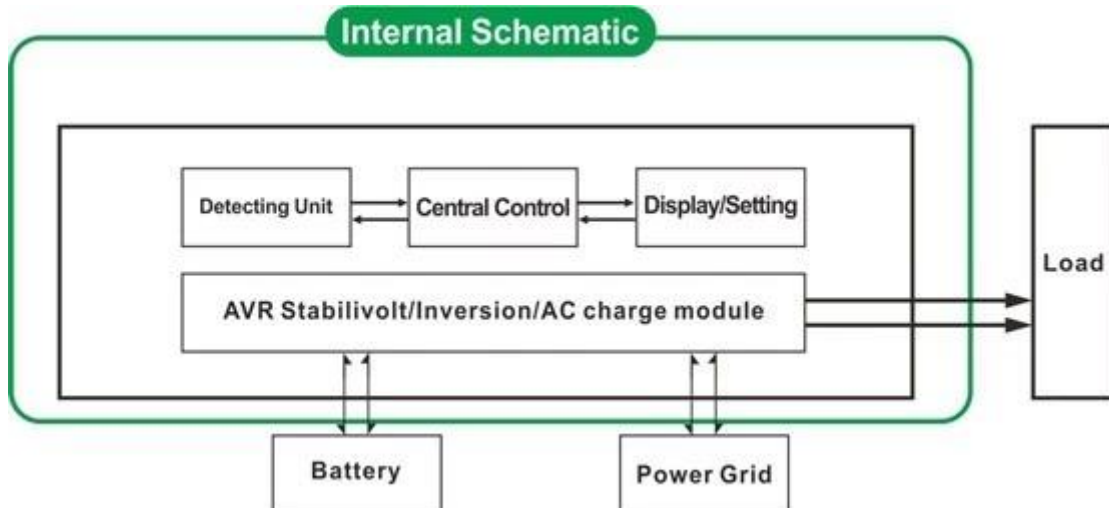 Internal Schematic
Detecting Unit
Central Control
Display/Setting
AVR Stabilivolt/Inversion/AC charge module
Load
Battery
Power Grid